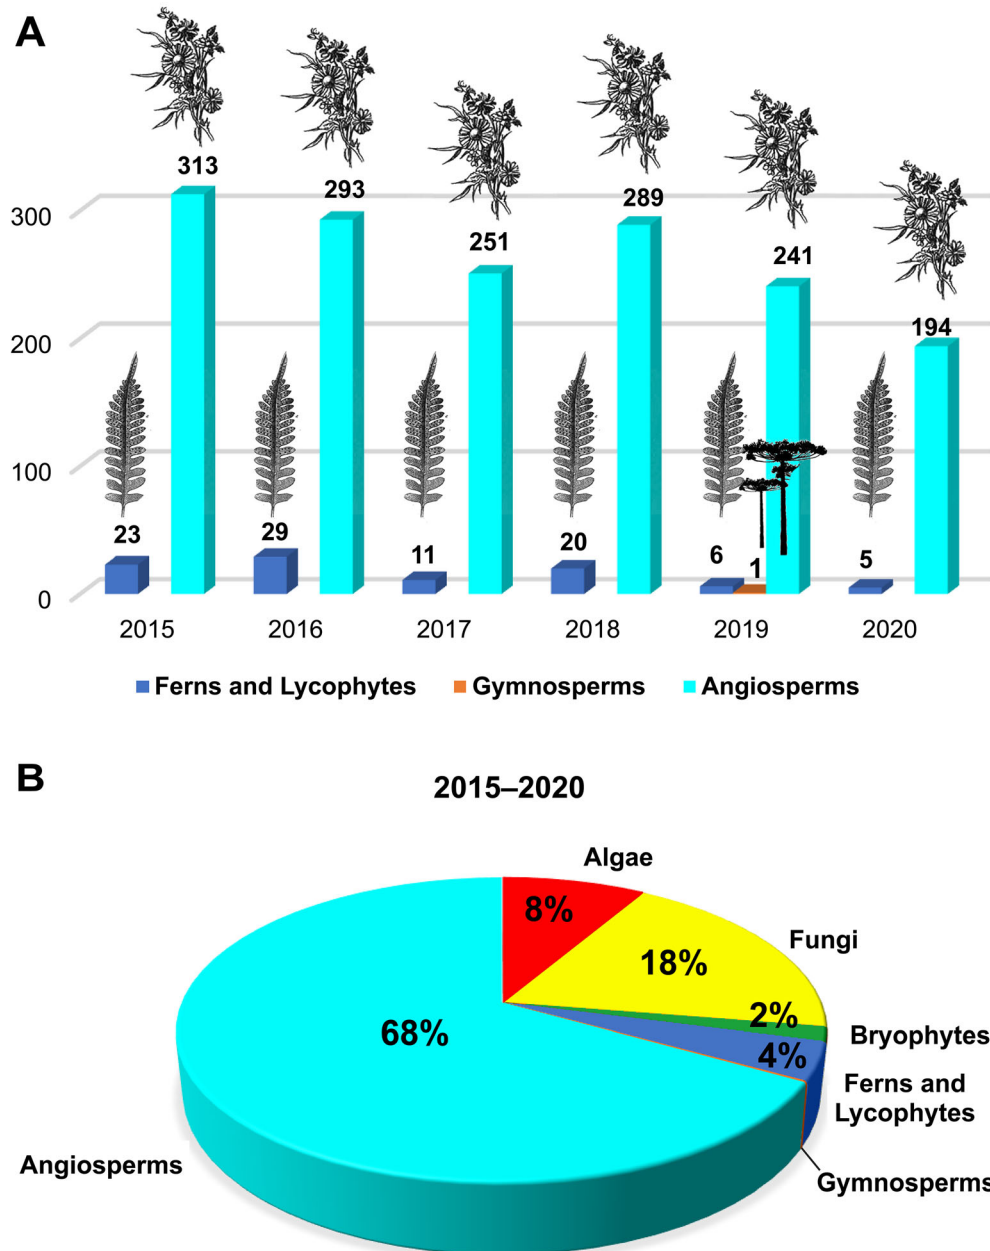 A
313
293
251
289
241
194
300
200
100
0
23
29
11
20
6
1
5
2015 2016 2017 2018 2019 2020
Ferns and Lycophytes Gymnosperms Angiosperms
B
2015–2020
Algae
8%
Fungi
18%
2%
Bryophytes
68%
4%
Ferns and
Lycophytes
Angiosperms
Gymnosperms